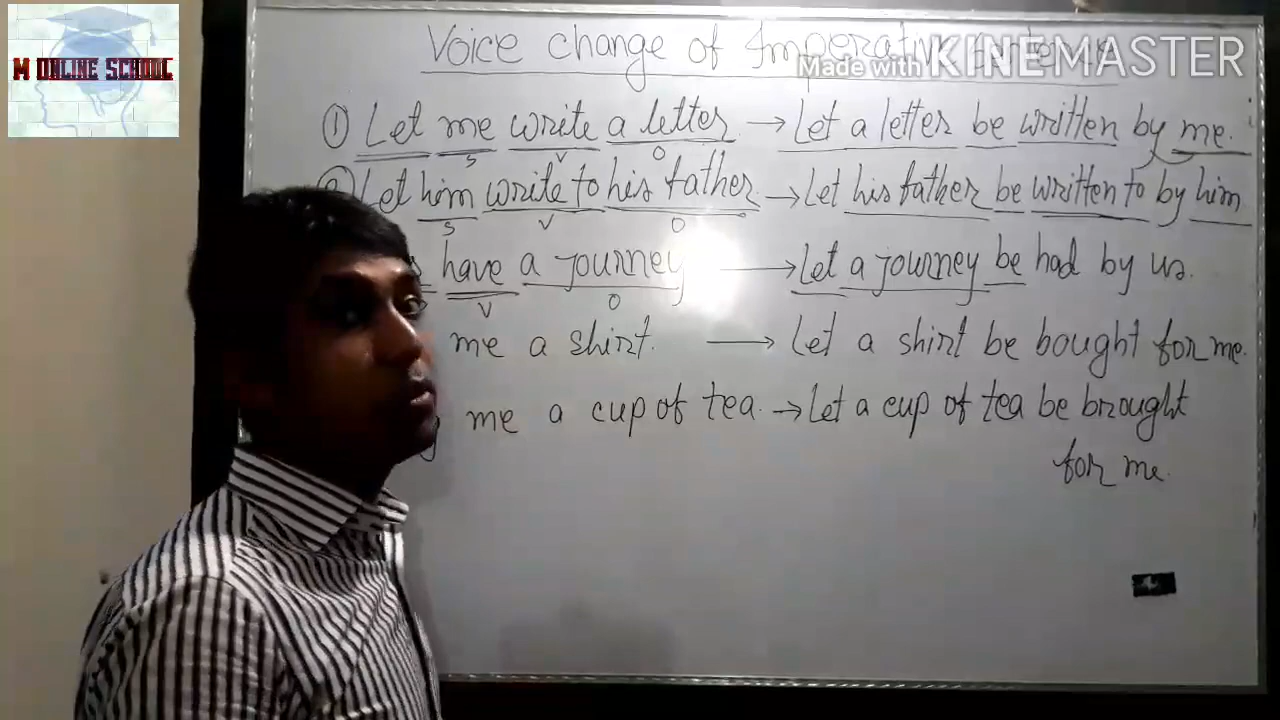 M ONLINE SCHOOL
Voice change of Imperative
Made with KINEMASTER
① Let me write a letter → Let a letter be written by me.
S V O
Let him write to his father. → Let his father be written to by him
S V O
have a journey → Let a journey be had by us.
V O
me a shirt. → Let a shirt be bought for me.
me a cup of tea. → Let a cup of tea be brought
for me.